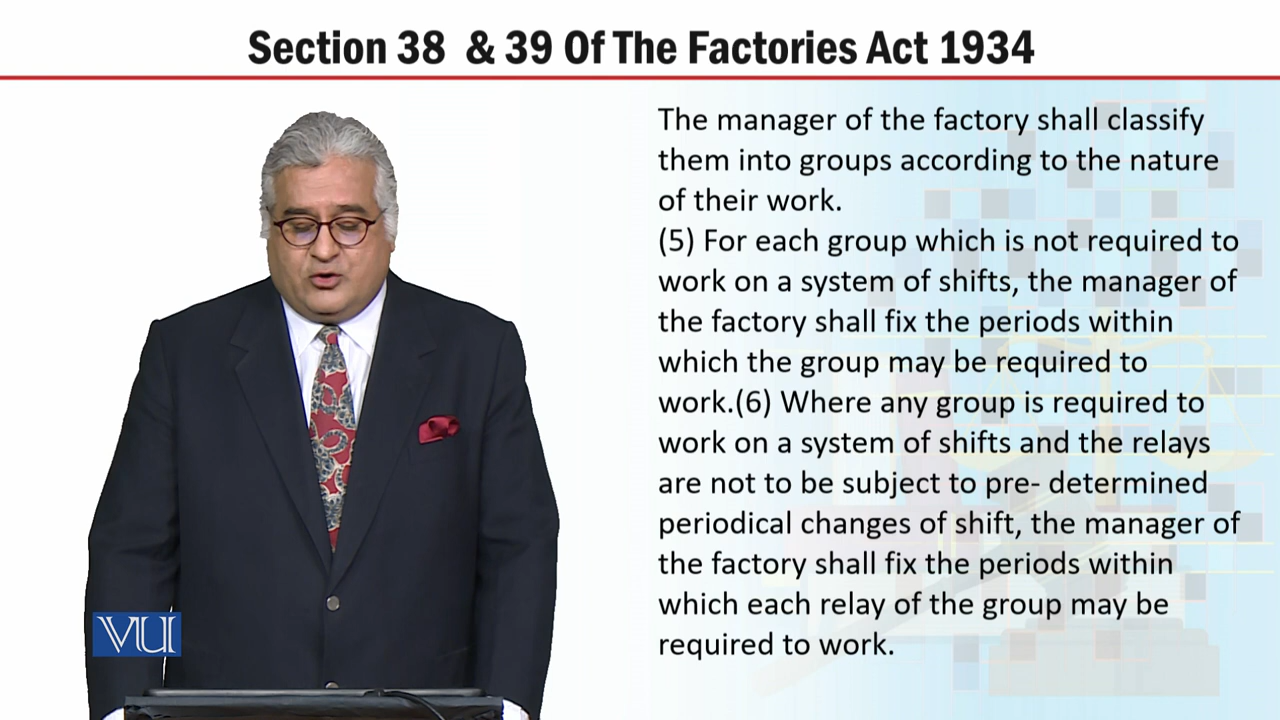 Section 38 & 39 Of The Factories Act 1934
The manager of the factory shall classify
them into groups according to the nature
of their work.
(5) For each group which is not required to
work on a system of shifts, the manager of
the factory shall fix the periods within
which the group may be required to
work.(6) Where any group is required to
work on a system of shifts and the relays
are not to be subject to pre- determined
periodical changes of shift, the manager of
the factory shall fix the periods within
which each relay of the group may be
required to work.
VU